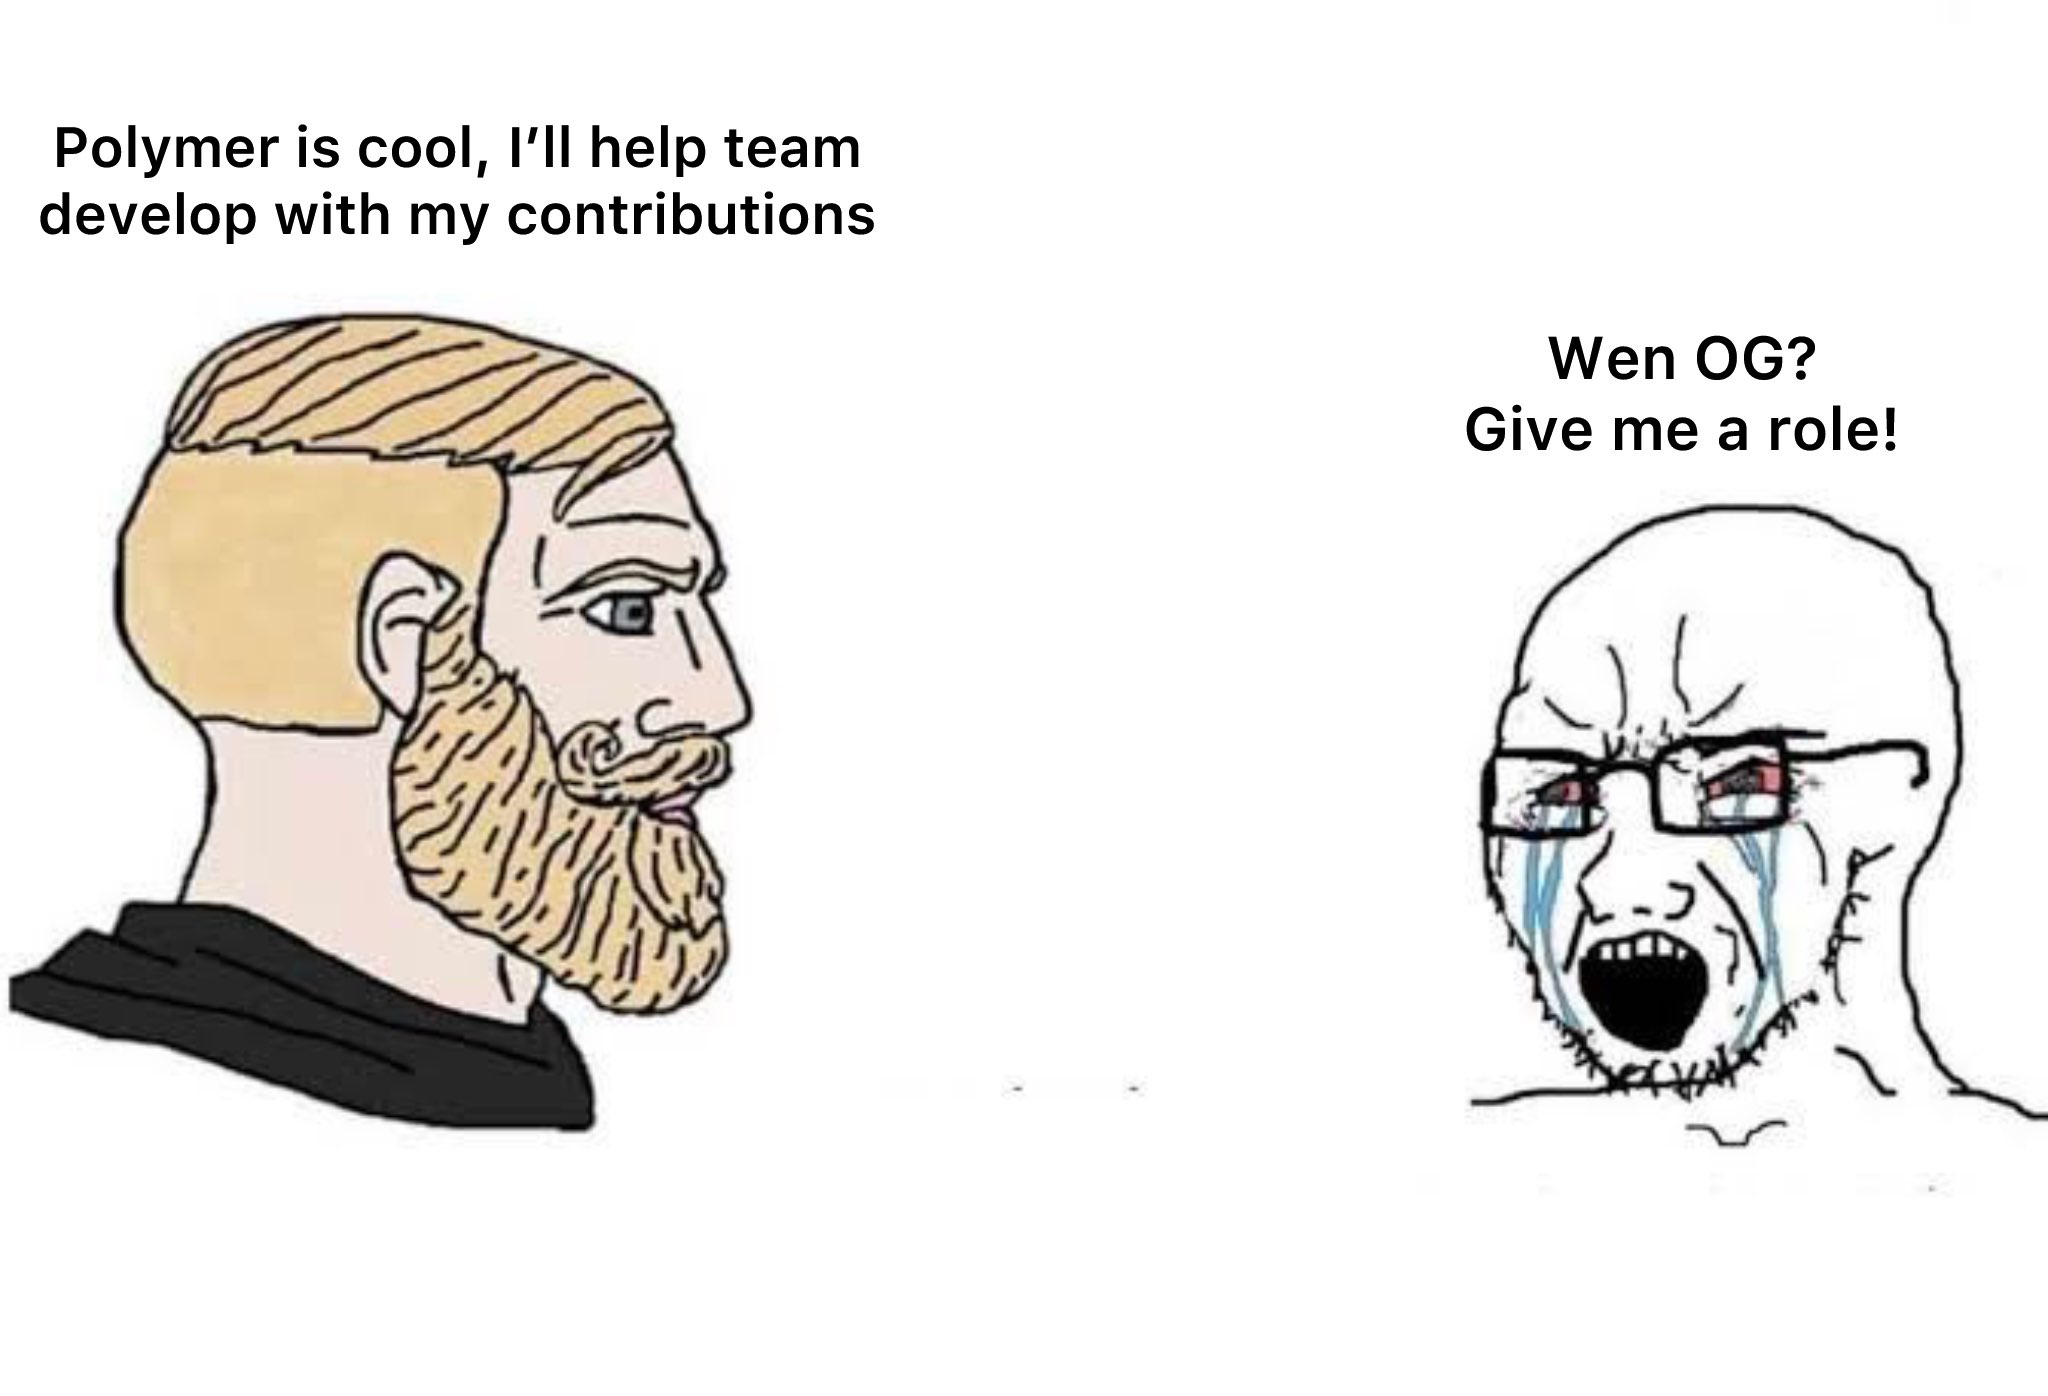 Polymer is cool, I’ll help team
develop with my contributions
Wen OG?
Give me a role!